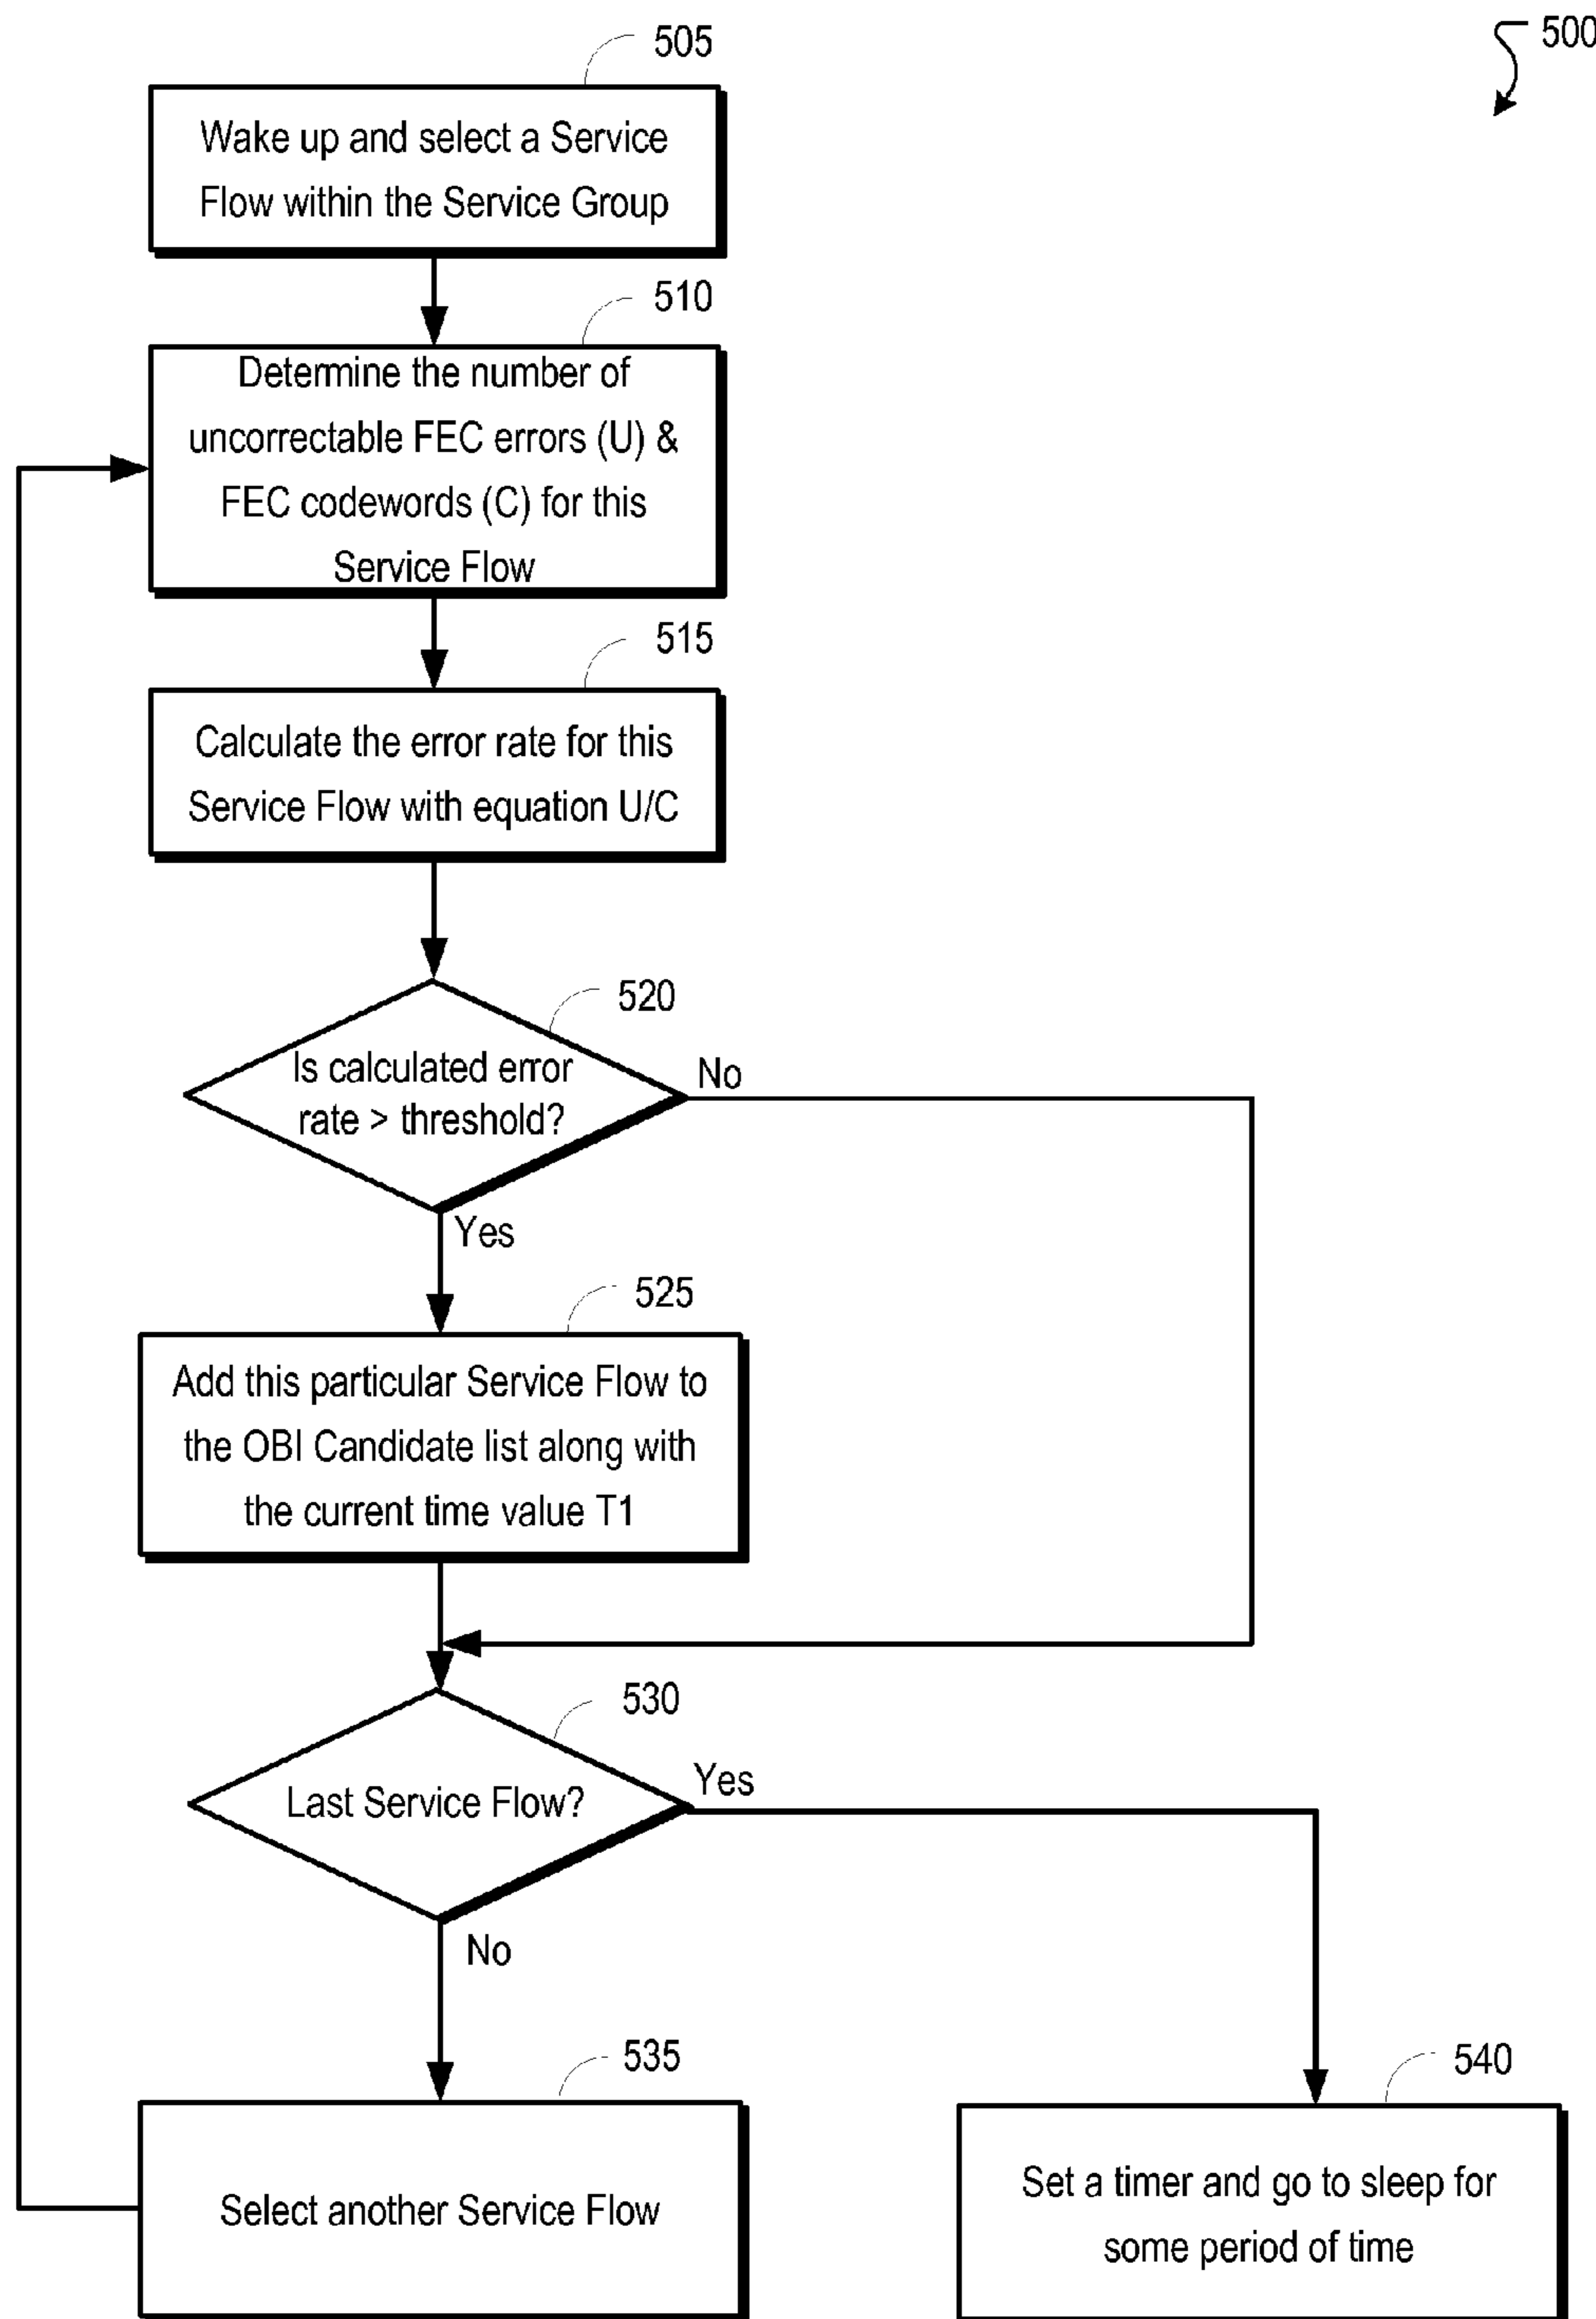 500
505
Wake up and select a Service
Flow within the Service Group
510
Determine the number of
uncorrectable FEC errors (U) &
FEC codewords (C) for this
Service Flow
515
Calculate the error rate for this
Service Flow with equation U/C
520
Is calculated error
rate > threshold?
No
Yes
525
Add this particular Service Flow to
the OBI Candidate list along with
the current time value T1
530
Last Service Flow?
Yes
No
535
Select another Service Flow
540
Set a timer and go to sleep for
some period of time